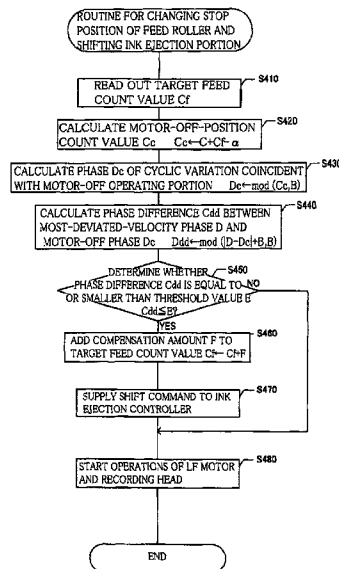 ROUTINE FOR CHANGING STOP
POSITION OF FEED ROLLER AND
SHIFTING INK EJECTION PORTION
S410
READ OUT TARGET FEED
COUNT VALUE Cf
S420
CALCULATE MOTOR-OFF-POSITION
COUNT VALUE Cc Cc←C+Cf-α
S430
CALCULATE PHASE Dc OF CYCLIC VARIATION COINCIDENT
WITH MOTOR-OFF OPERATING PORTION Dc←mod (Cc,B)
S440
CALCULATE PHASE DIFFERENCE Cdd BETWEEN
MOST-DEVIATED-VELOCITY PHASE D AND
MOTOR-OFF PHASE Dc Ddd←mod (|D-Dc|+B,B)
S450
DETERMINE WHETHER
PHASE DIFFERENCE Cdd IS EQUAL TO NO
OR SMALLER THAN THRESHOLD VALUE E
Cdd≦E?
YES
S460
ADD COMPENSATION AMOUNT F TO
TARGET FEED COUNT VALUE Cf←Cf+F
S470
SUPPLY SHIFT COMMAND TO INK
EJECTION CONTROLLER
S480
START OPERATIONS OF LF MOTOR
AND RECORDING HEAD
END